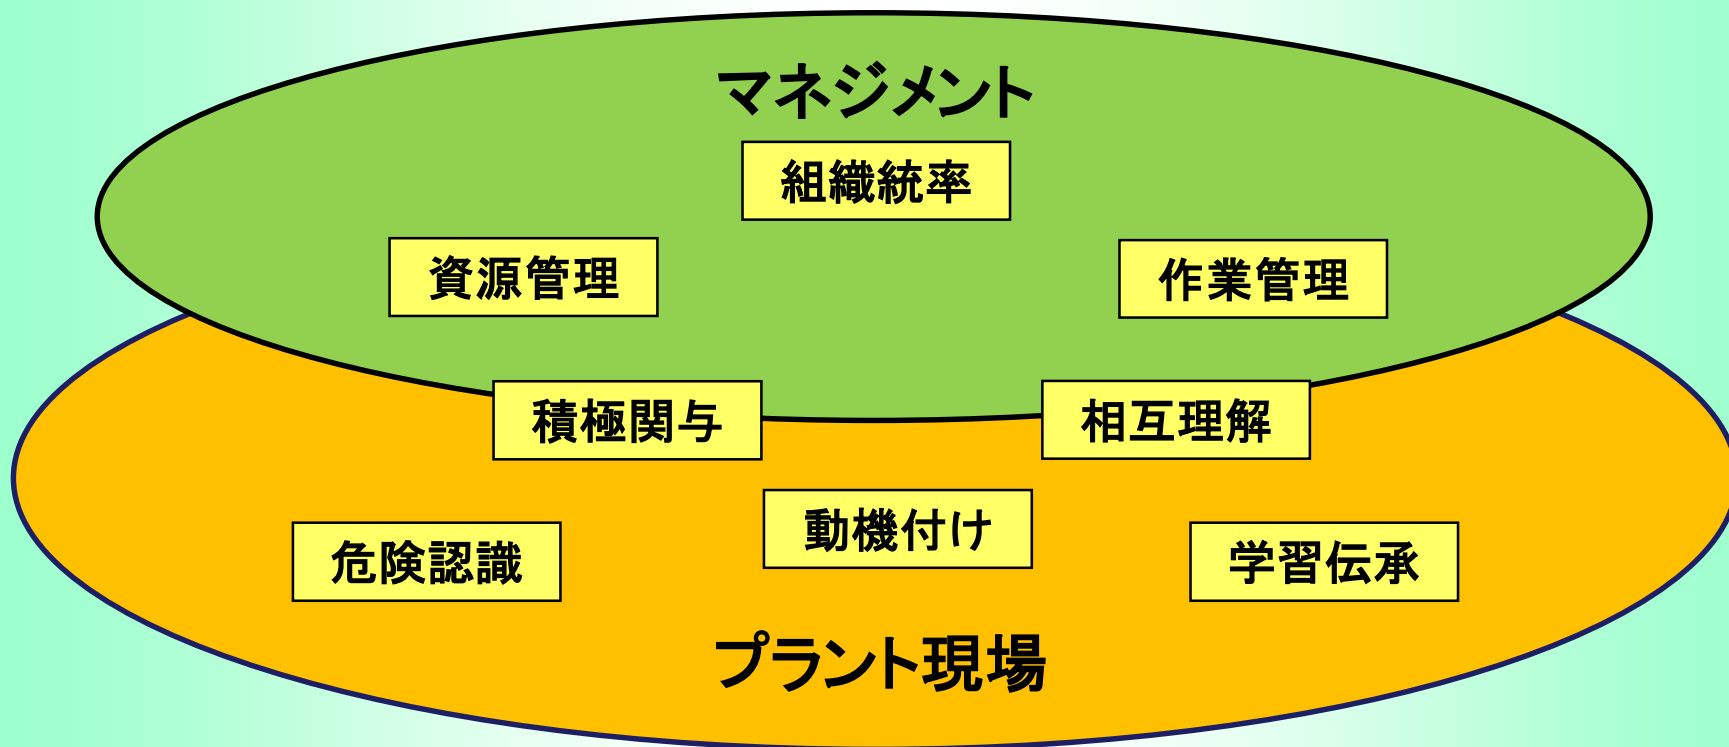 マネジメント
組織統率
資源管理
作業管理
積極関与
相互理解
動機付け
危険認識
学習伝承
プラント現場